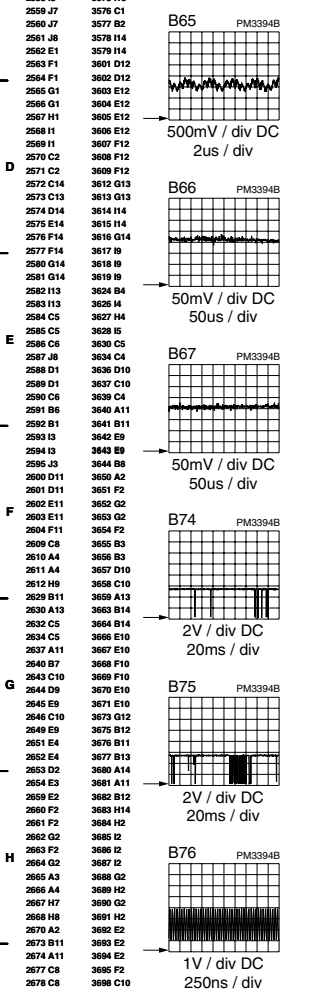 2559 J7 3576 C1
2560 J7 3577 B2
2561 J8 3578 I14
2562 E1 3579 I14
2563 F1 3601 D12
2564 F1 3602 D12
2565 G1 3603 E12
2566 G1 3604 E12
2567 H1 3605 E12
2568 I1 3606 E12
2569 I1 3607 F12
2570 C2 3608 F12
2571 C2 3609 F12
2572 C14 3612 G13
2573 C13 3613 G13
2574 D14 3614 I14
2575 E14 3615 I14
2576 F14 3616 G14
2577 F14 3617 I9
2580 G14 3618 I9
2581 G14 3619 I9
2582 I13 3624 B4
2583 I13 3626 I4
2584 C5 3627 H4
2585 C5 3628 I5
2586 C6 3630 C5
2587 J8 3634 C4
2588 D1 3636 D10
2589 D1 3637 C10
2590 C6 3639 C4
2591 B6 3640 A11
2592 B1 3641 B11
2593 I3 3642 E9
2594 I3 3643 E9
2595 J3 3644 B8
2600 D11 3650 A2
2601 D11 3651 F2
2602 E11 3652 G2
2603 E11 3653 G2
2604 F11 3654 F2
2609 C8 3655 B3
2610 A4 3656 B3
2611 A4 3657 D10
2612 H9 3658 C10
2629 B11 3659 A13
2630 A13 3663 B14
2632 C5 3664 B14
2634 C5 3666 E10
2637 A11 3667 E10
2640 B7 3668 F10
2643 C10 3669 F10
2644 D9 3670 E10
2645 E9 3671 E10
2646 C10 3673 G12
2649 E9 3675 B12
2651 E4 3676 B11
2652 E4 3677 B13
2653 D2 3680 A14
2654 E3 3681 A11
2659 E2 3682 B12
2660 F2 3683 H14
2661 F2 3684 H2
2662 G2 3685 I2
2663 F2 3686 I2
2664 G2 3687 I2
2665 A3 3688 G2
2666 A4 3689 H2
2667 H7 3690 G2
2668 H8 3691 H2
2670 A2 3692 E2
2673 B11 3693 E2
2674 A11 3694 E2
2677 C8 3695 F2
2678 C8 3698 C10
D
E
F
G
H
B65 PM3394B
500mV / div DC
2us / div
B66 PM3394B
50mV / div DC
50us / div
B67 PM3394B
50mV / div DC
50us / div
B74 PM3394B
2V / div DC
20ms / div
B75 PM3394B
2V / div DC
20ms / div
B76 PM3394B
1V / div DC
250ns / div